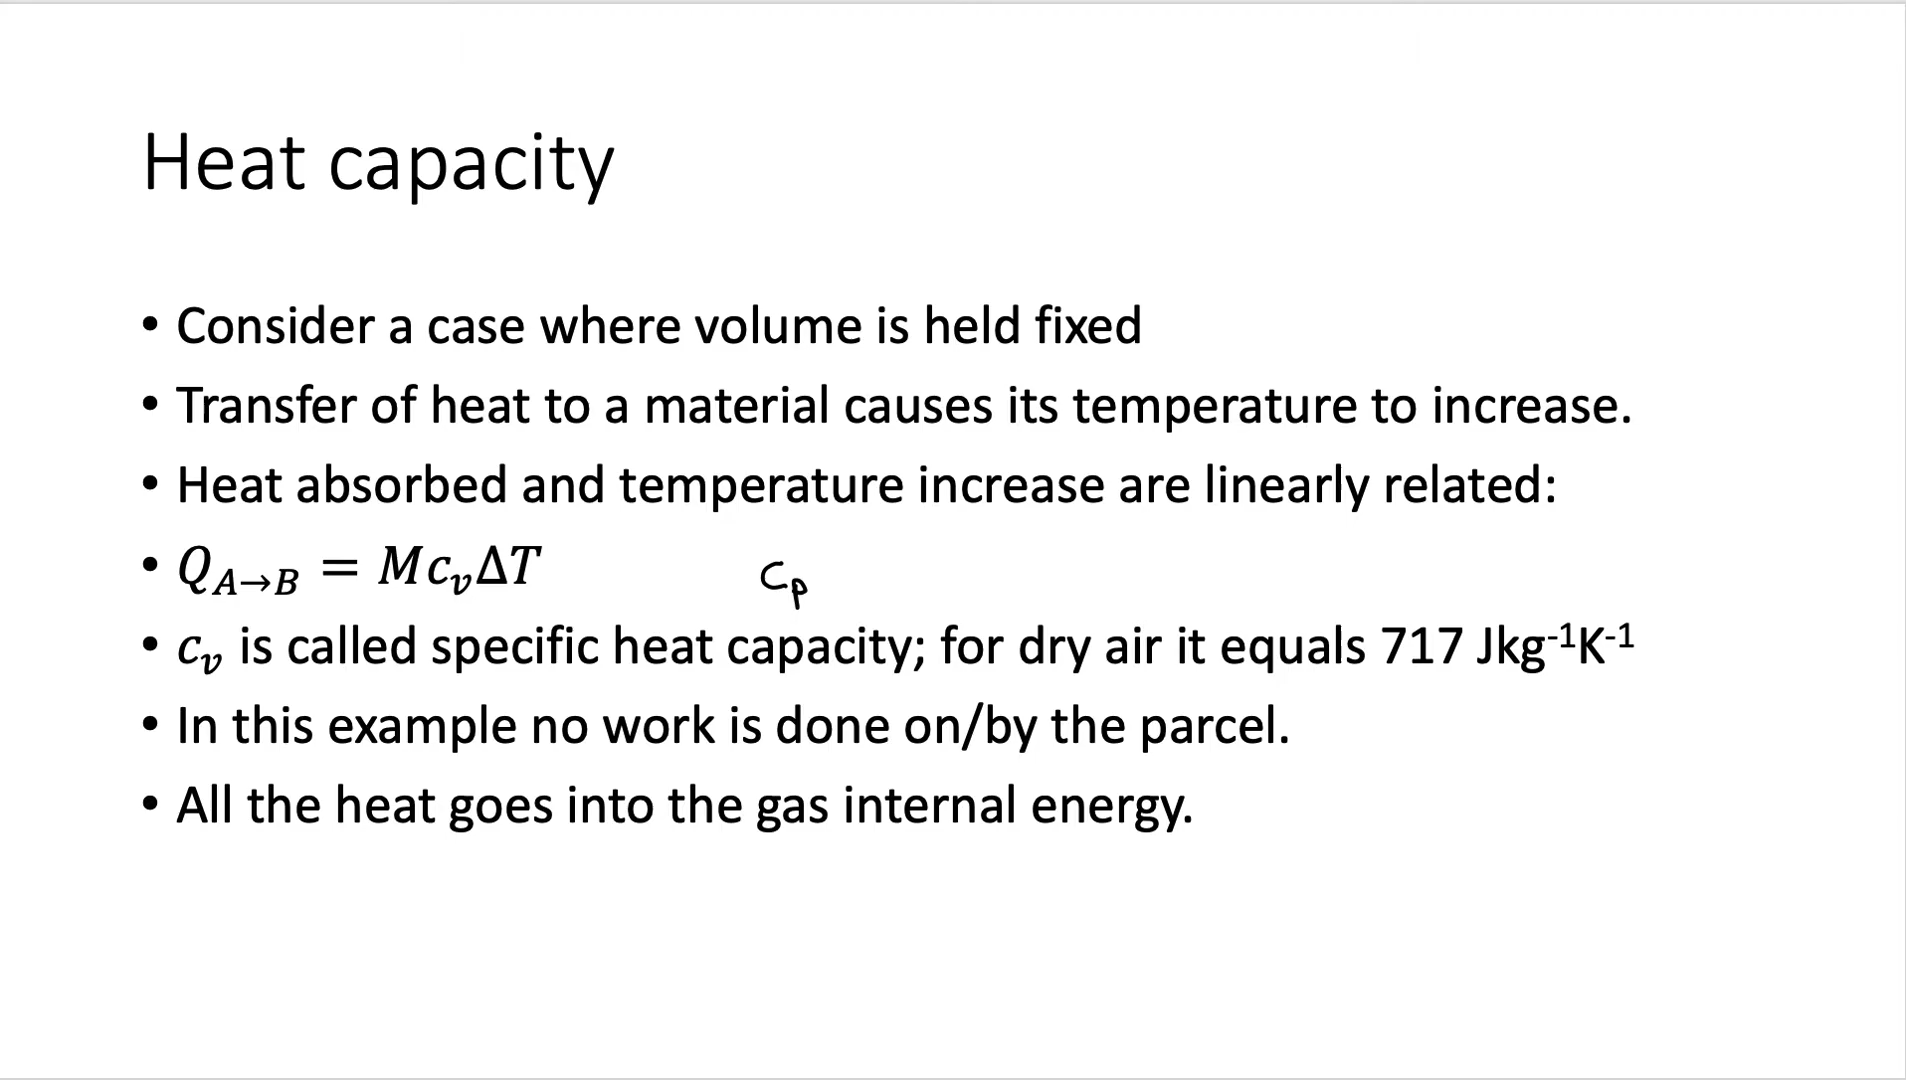 Heat capacity
• Consider a case where volume is held fixed
• Transfer of heat to a material causes its temperature to increase.
• Heat absorbed and temperature increase are linearly related:
• $Q_{A \to B} = Mc_v \Delta T$ $c_p$
• $c_v$ is called specific heat capacity; for dry air it equals 717 Jkg⁻¹K⁻¹
• In this example no work is done on/by the parcel.
• All the heat goes into the gas internal energy.